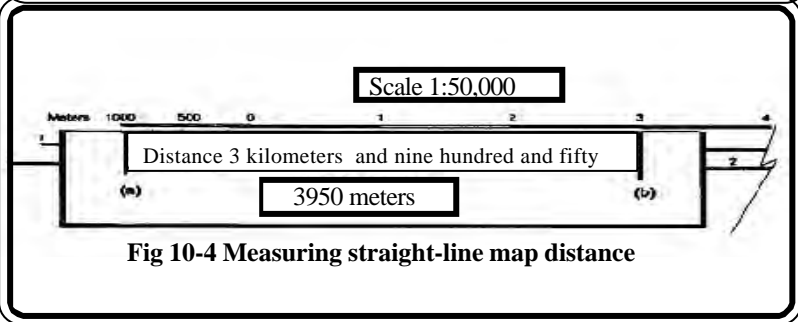 Scale 1:50,000
Meters 1000 500 0 1 2 3 4
1
Distance 3 kilometers and nine hundred and fifty
2
(a) (b)
3950 meters
Fig 10-4 Measuring straight-line map distance